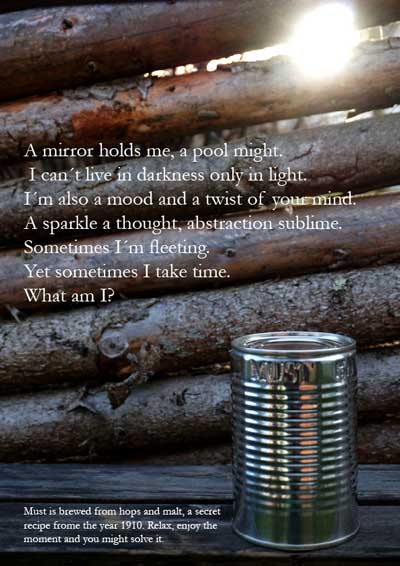 A mirror holds me, a pool might.
I can´t live in darkness only in light.
I´m also a mood and a twist of your mind.
A sparkle a thought, abstraction sublime.
Sometimes I´m fleeting.
Yet sometimes I take time.
What am I?
MUST
Must is brewed from hops and malt, a secret
recipe frome the year 1910. Relax, enjoy the
moment and you might solve it.